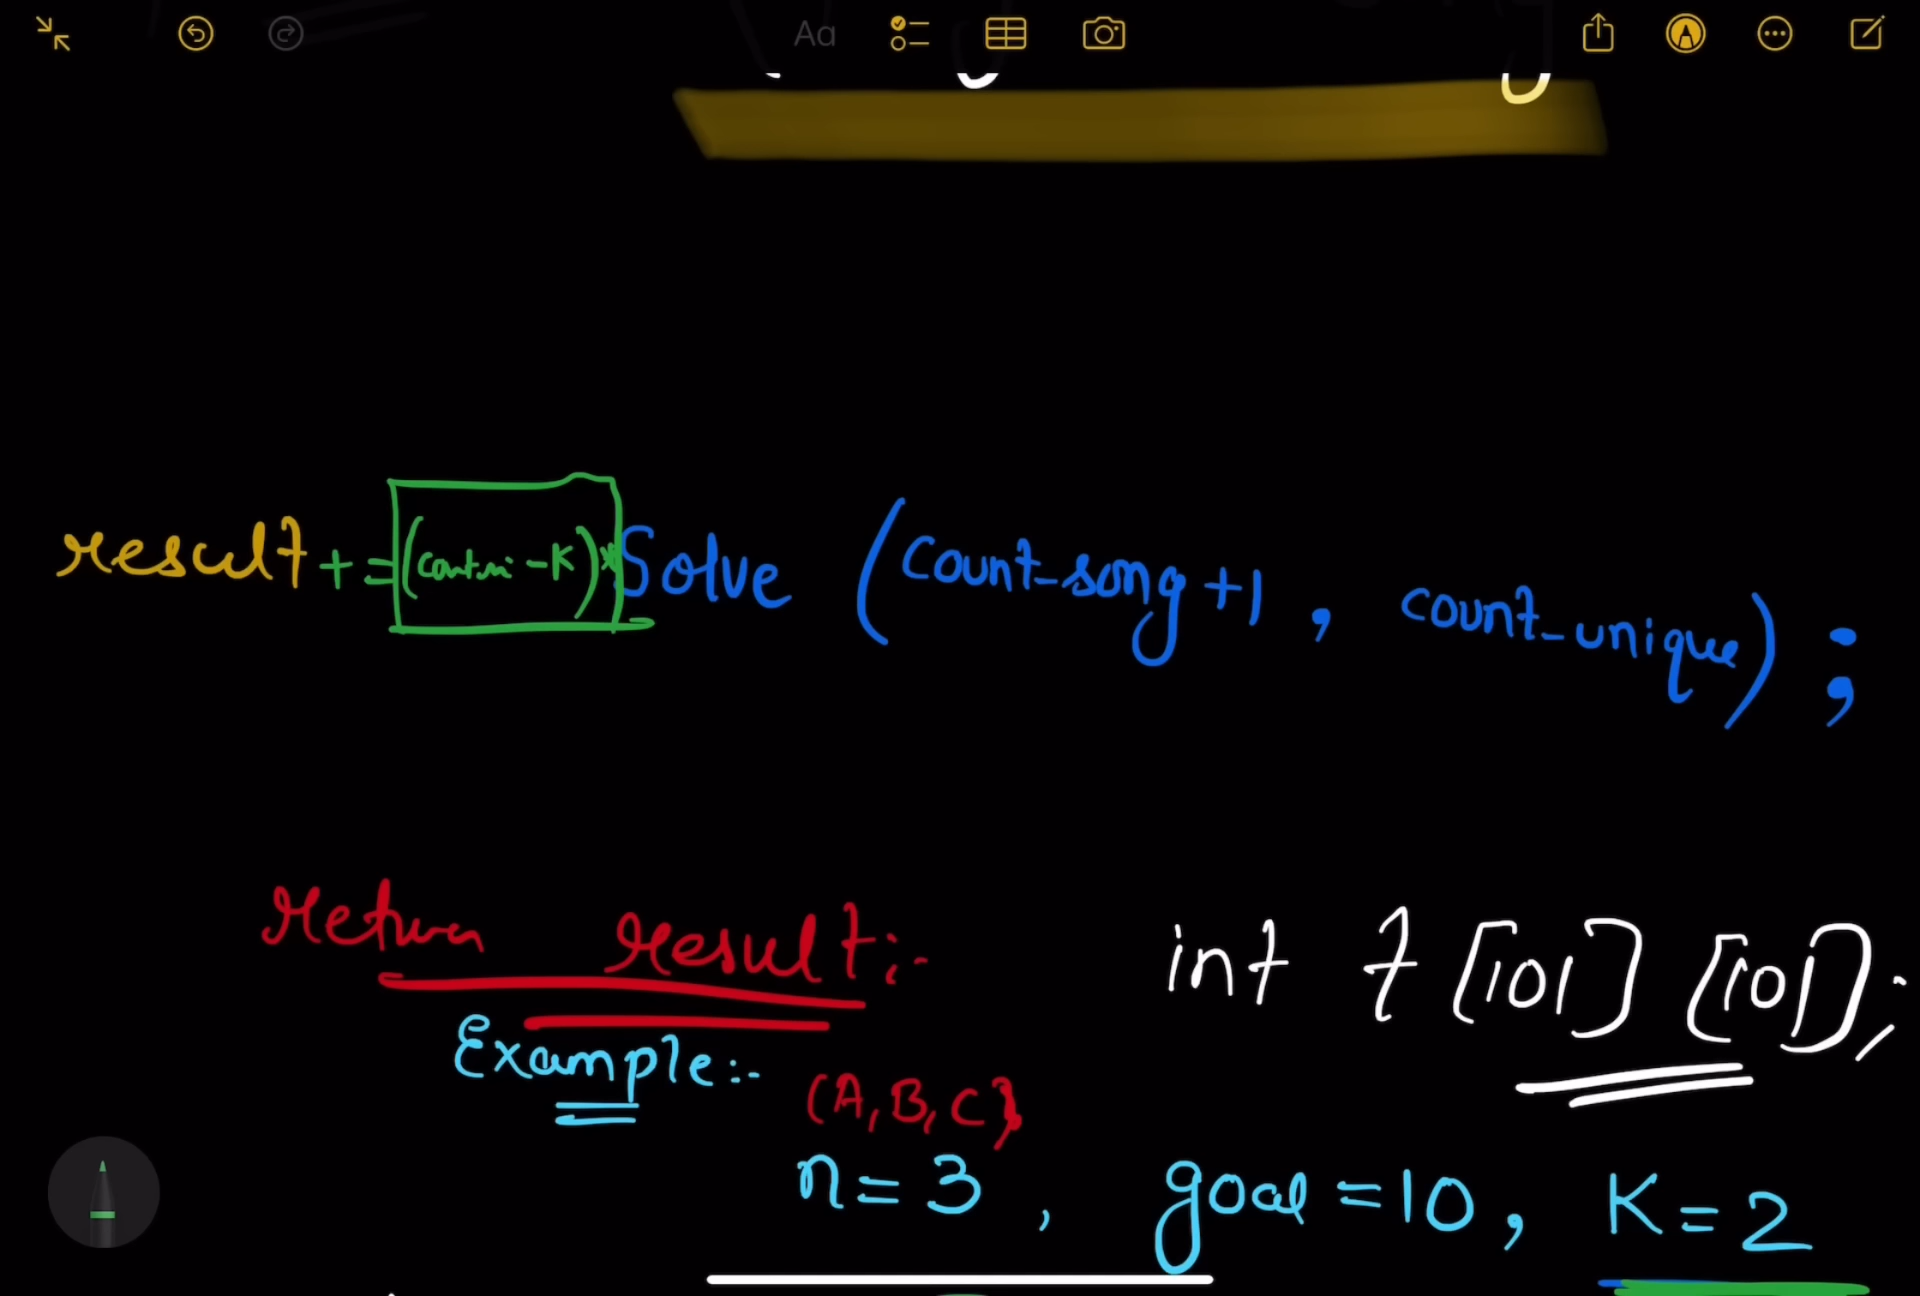 Aa
result += (count_uni - K) * Solve (count_song +1 , count_unique) ;
return result;
int t [101] [101];
Example:-
(A, B, C}
n = 3 , goal = 10 , K = 2